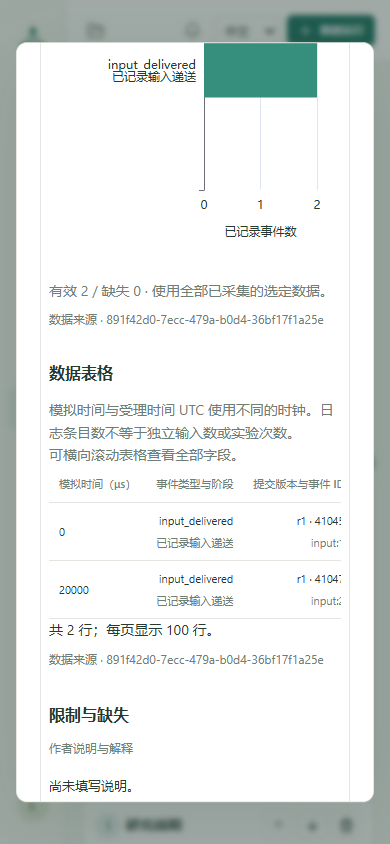 input_delivered
已记录输入递送
0 1 2
已记录事件数
有效 2 / 缺失 0 · 使用全部已采集的选定数据。
数据来源 · 891f42d0-7ecc-479a-b0d4-36bf17f1a25e
数据表格
模拟时间与受理时间 UTC 使用不同的时钟。日
志条目数不等于独立输入数或实验次数。
可横向滚动表格查看全部字段。
模拟时间（μs） 事件类型与阶段 提交版本与事件 ID
0 input_delivered r1 · 41045
已记录输入递送 input:1
20000 input_delivered r1 · 41047
已记录输入递送 input:2
共 2 行；每页显示 100 行。
数据来源 · 891f42d0-7ecc-479a-b0d4-36bf17f1a25e
限制与缺失
作者说明与解释
尚未填写说明。